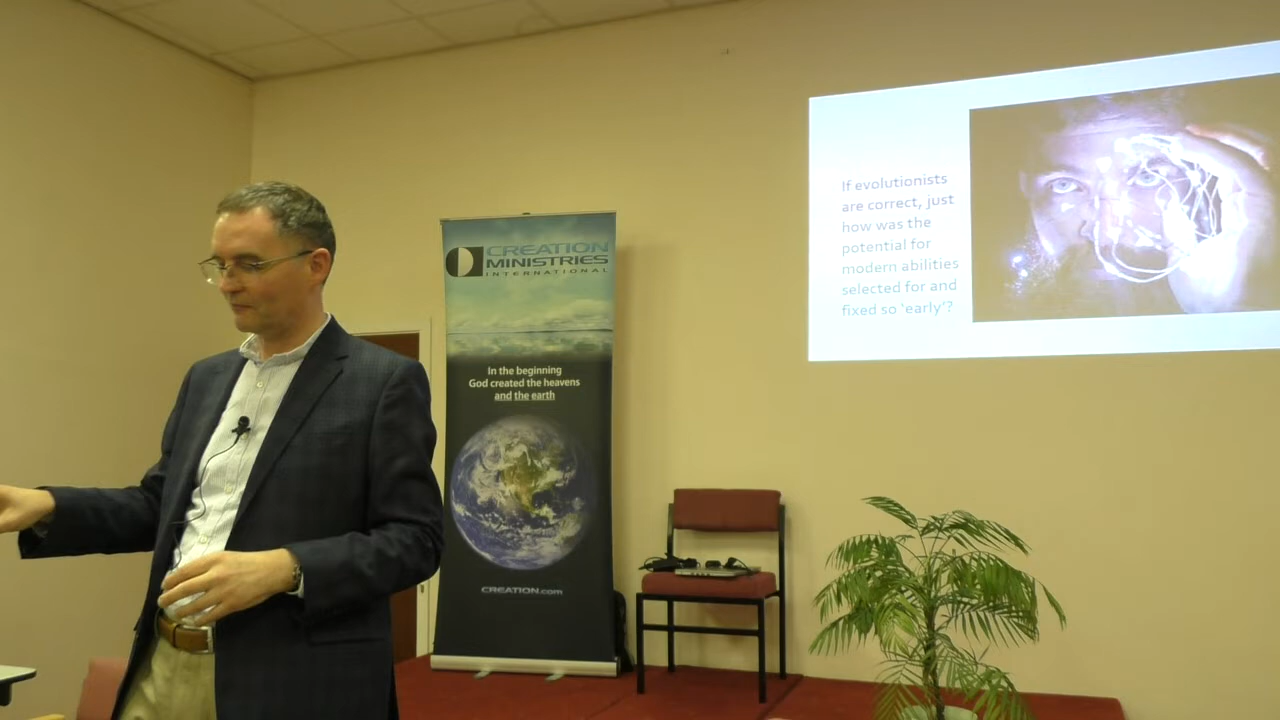 CREATION
MINISTRIES
INTERNATIONAL
In the beginning
God created the heavens
and the earth
CREATION.com
If evolutionists
are correct, just
how was the
potential for
modern abilities
selected for and
fixed so ‘early’?